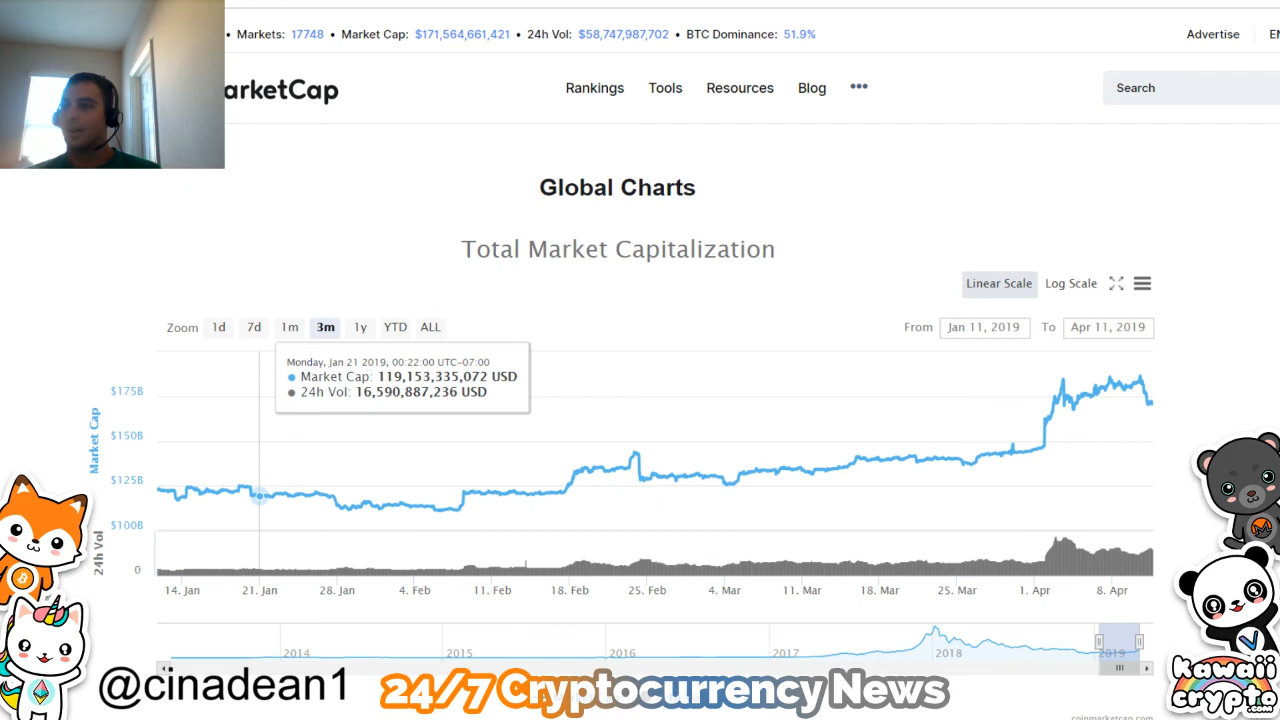 • Markets: 17748 • Market Cap: $171,564,661,421 • 24h Vol: $58,747,987,702 • BTC Dominance: 51.9%
Advertise
EN
arketCap
Rankings
Tools
Resources
Blog
•••
Search
Global Charts
Total Market Capitalization
Linear Scale
Log Scale
Zoom 1d 7d 1m 3m 1y YTD ALL
From Jan 11, 2019 To Apr 11, 2019
Monday, Jan 21 2019, 00:22:00 UTC-07:00
Market Cap: 119,153,335,072 USD
24h Vol: 16,590,887,236 USD
$175B
$150B
$125B
$100B
0
Market Cap
24h Vol
14. Jan 21. Jan 28. Jan 4. Feb 11. Feb 18. Feb 25. Feb 4. Mar 11. Mar 18. Mar 25. Mar 1. Apr 8. Apr
2014 2015 2016 2017 2018 2019
@cinadean1
24/7 Cryptocurrency News
kawaii
crypto
.com
coinmarketcap.com